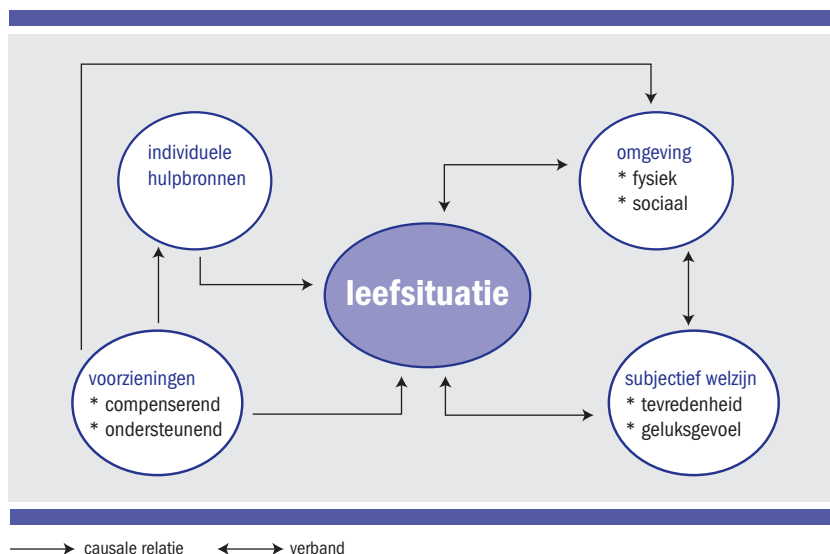 individuele
hulpbronnen
omgeving
* fysiek
* sociaal
leefsituatie
voorzieningen
* compenserend
* ondersteunend
subjectief welzijn
* tevredenheid
* geluksgevoel
causale relatie
verband